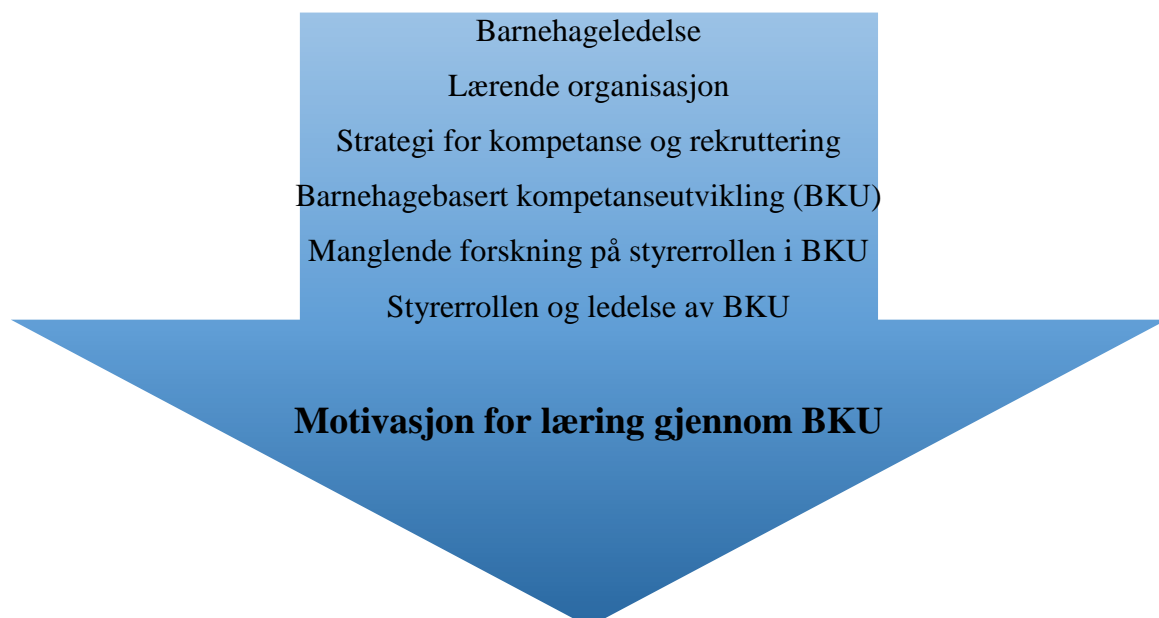 Barnehageledelse
Lærende organisasjon
Strategi for kompetanse og rekruttering
Barnehagebasert kompetanseutvikling (BKU)
Manglende forskning på styrerrollen i BKU
Styrerrollen og ledelse av BKU
Motivasjon for læring gjennom BKU